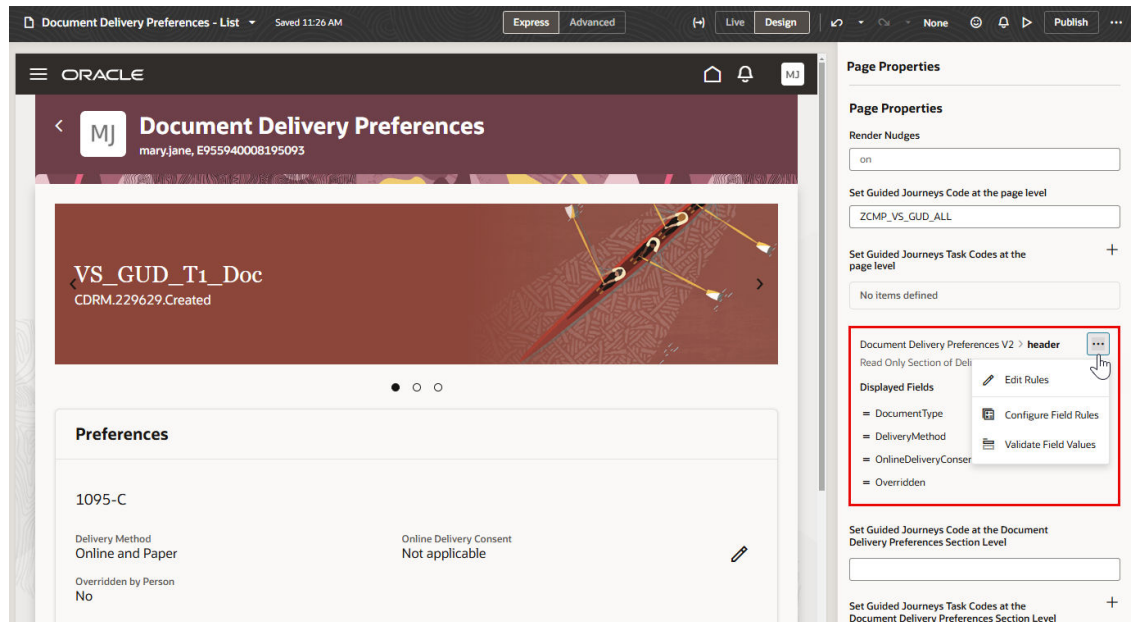 Document Delivery Preferences - List
Saved 11:26 AM
Express
Advanced
Live
Design
None
Publish
ORACLE
MJ
MJ
Document Delivery Preferences
mary.jane, E955940008195093
VS_GUD_T1_Doc
CDRM.229629.Created
Preferences
1095-C
Delivery Method
Online and Paper
Online Delivery Consent
Not applicable
Overridden by Person
No
Page Properties
Page Properties
Render Nudges
on
Set Guided Journeys Code at the page level
ZCMP_VS_GUD_ALL
Set Guided Journeys Task Codes at the
page level
No items defined
Document Delivery Preferences V2 > header
Read Only Section of Deli
Displayed Fields
= DocumentType
= DeliveryMethod
= OnlineDeliveryConser
= Overridden
Edit Rules
Configure Field Rules
Validate Field Values
Set Guided Journeys Code at the Document
Delivery Preferences Section Level
Set Guided Journeys Task Codes at the
Document Delivery Preferences Section Level